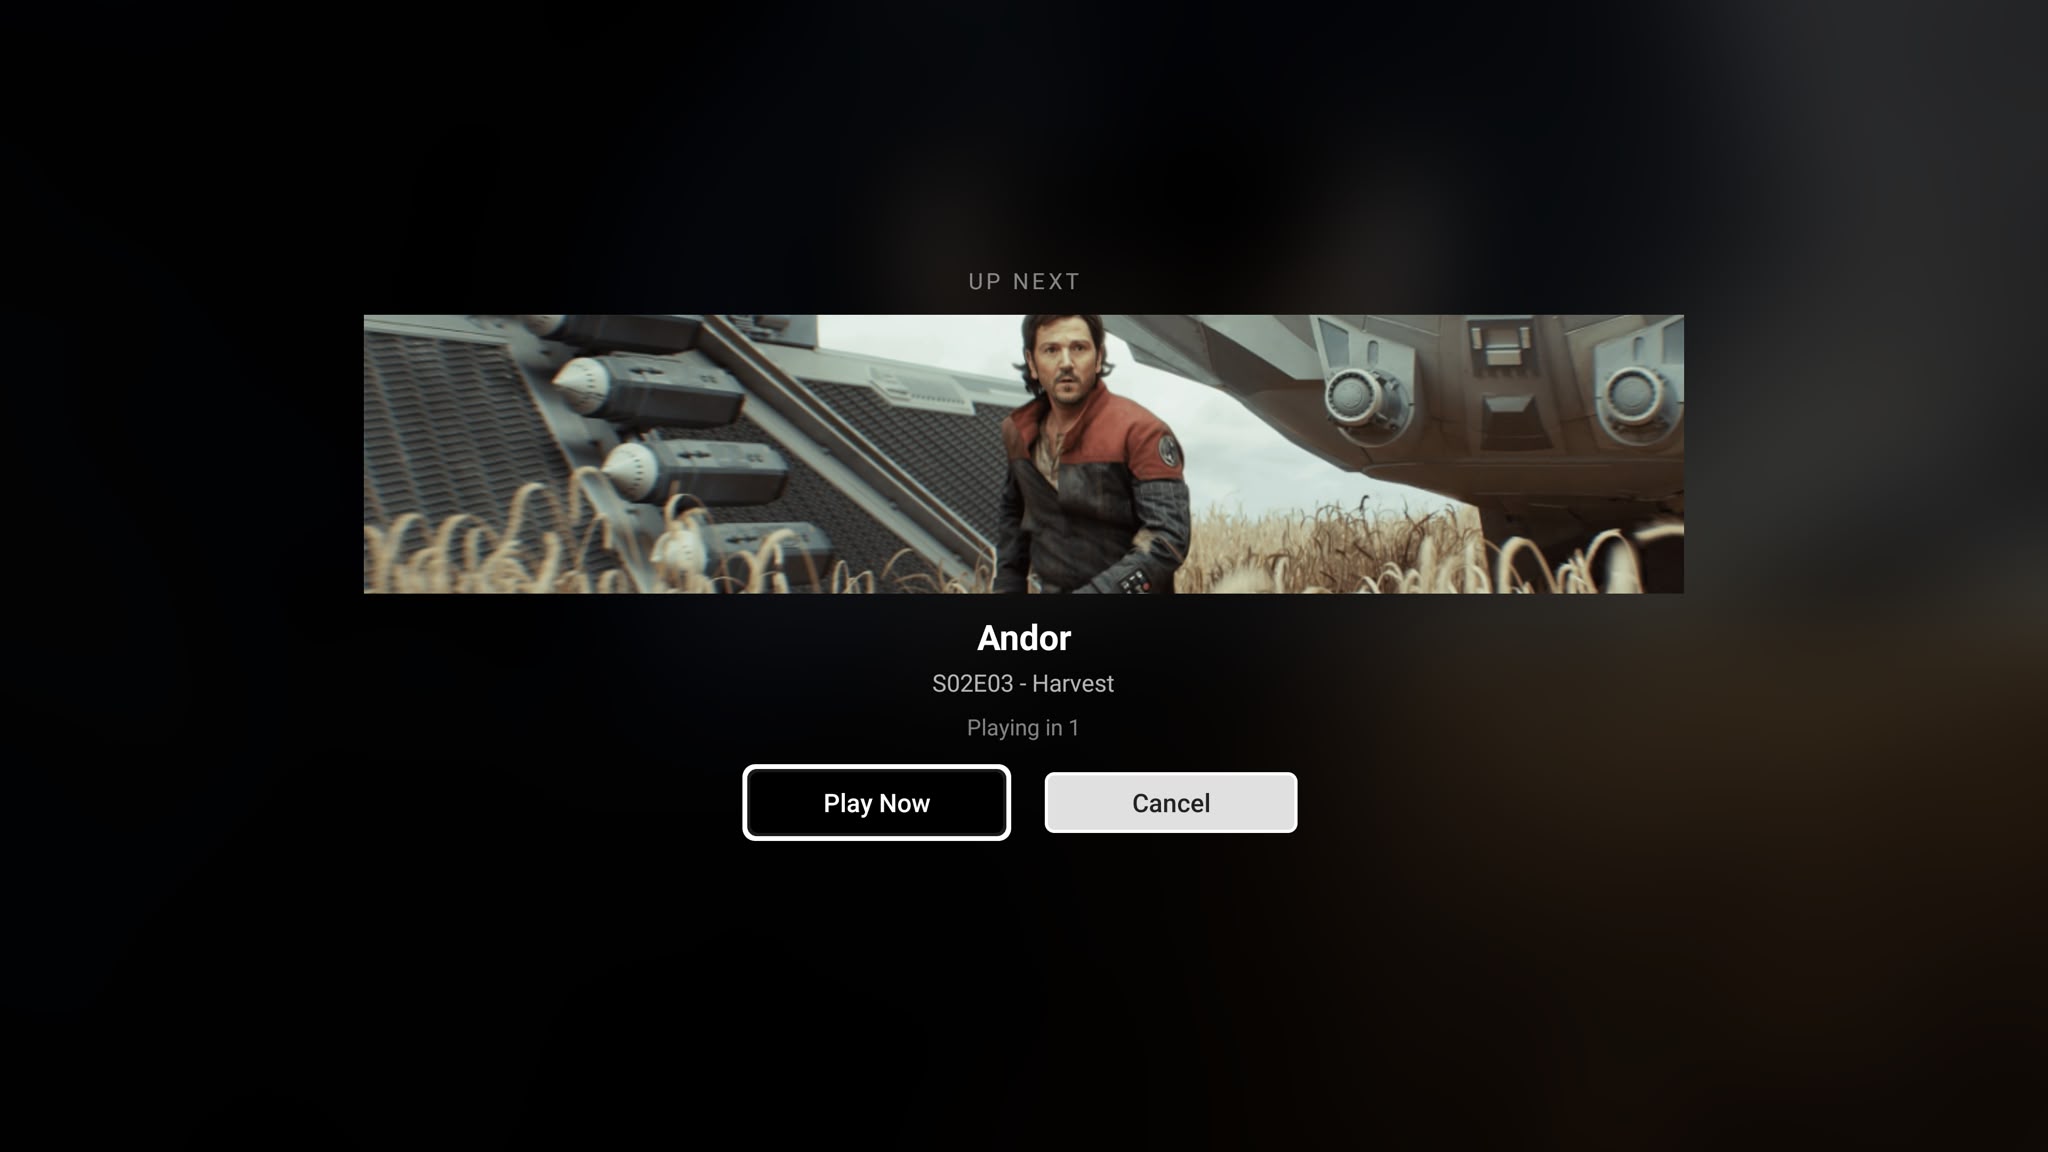 UP NEXT
Andor
S02E03 - Harvest
Playing in 1
Play Now
Cancel